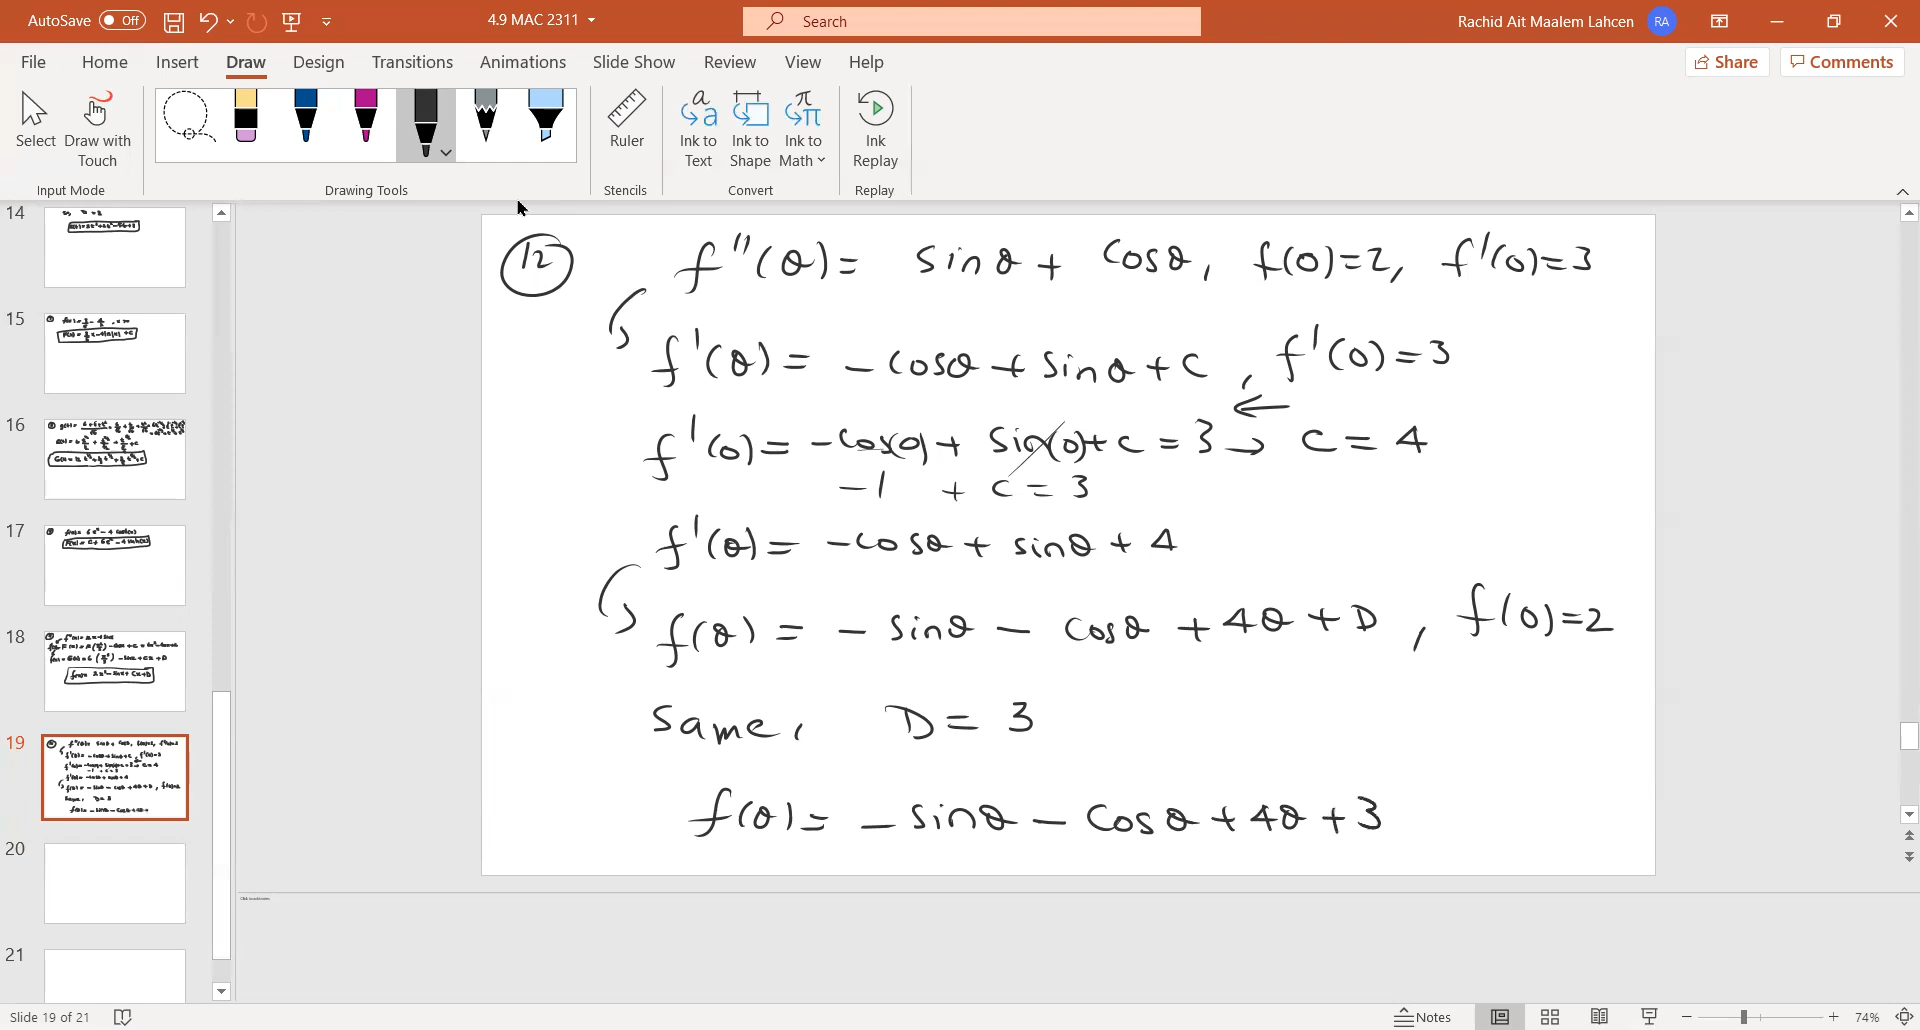 AutoSave Off
4.9 MAC 2311
Search
Rachid Ait Maalem Lahcen RA
File Home Insert Draw Design Transitions Animations Slide Show Review View Help
Share Comments
Select Draw with Touch
Ruler
Ink to Text Ink to Shape Ink to Math
Ink Replay
Input Mode Drawing Tools Stencils Convert Replay
14
15
16
17
18
19
20
21
12 f''(θ) = sinθ + cosθ, f(0)=2, f'(0)=3
f'(θ) = -cosθ + sinθ + C, f'(0)=3
f'(0) = -cos(0) + sin(0) + C = 3 → C = 4
-1 + C = 3
f'(θ) = -cosθ + sinθ + 4
f(θ) = -sinθ - cosθ + 4θ + D, f(0)=2
Same, D = 3
f(θ) = -sinθ - cosθ + 4θ + 3
Slide 19 of 21
Notes
74%